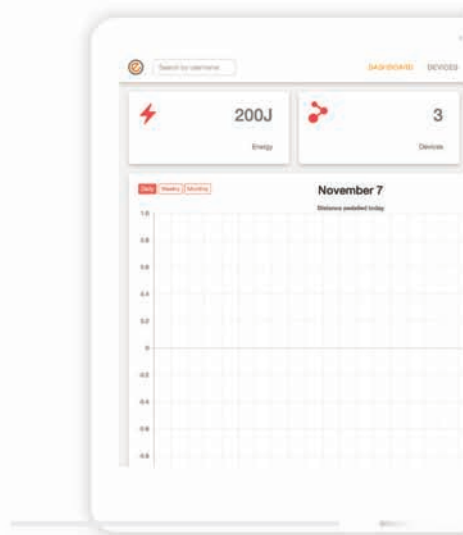 Search by username
DASHBOARD DEVICES
200J
Energy
3
Devices
Daily Weekly Monthly
November 7
Distance pedalled today
1.0
0.8
0.6
0.4
0.2
0
-0.2
-0.4
-0.6
-0.8